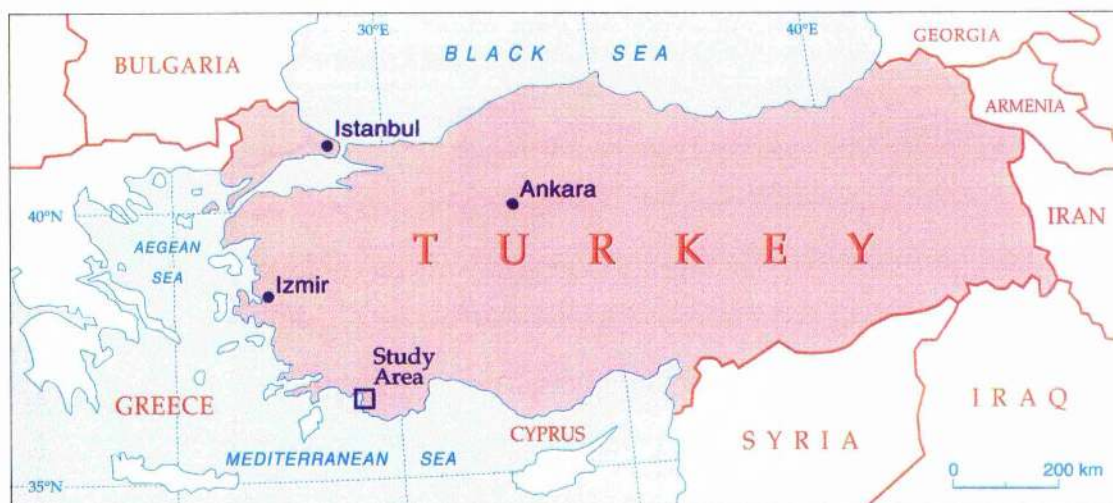 30°E
BLACK SEA
40°E
GEORGIA
BULGARIA
ARMENIA
Istanbul
Ankara
40°N
IRAN
AEGEAN
SEA
TURKEY
Izmir
Study
Area
GREECE
CYPRUS
SYRIA
IRAQ
MEDITERRANEAN SEA
0 200 km
35°N